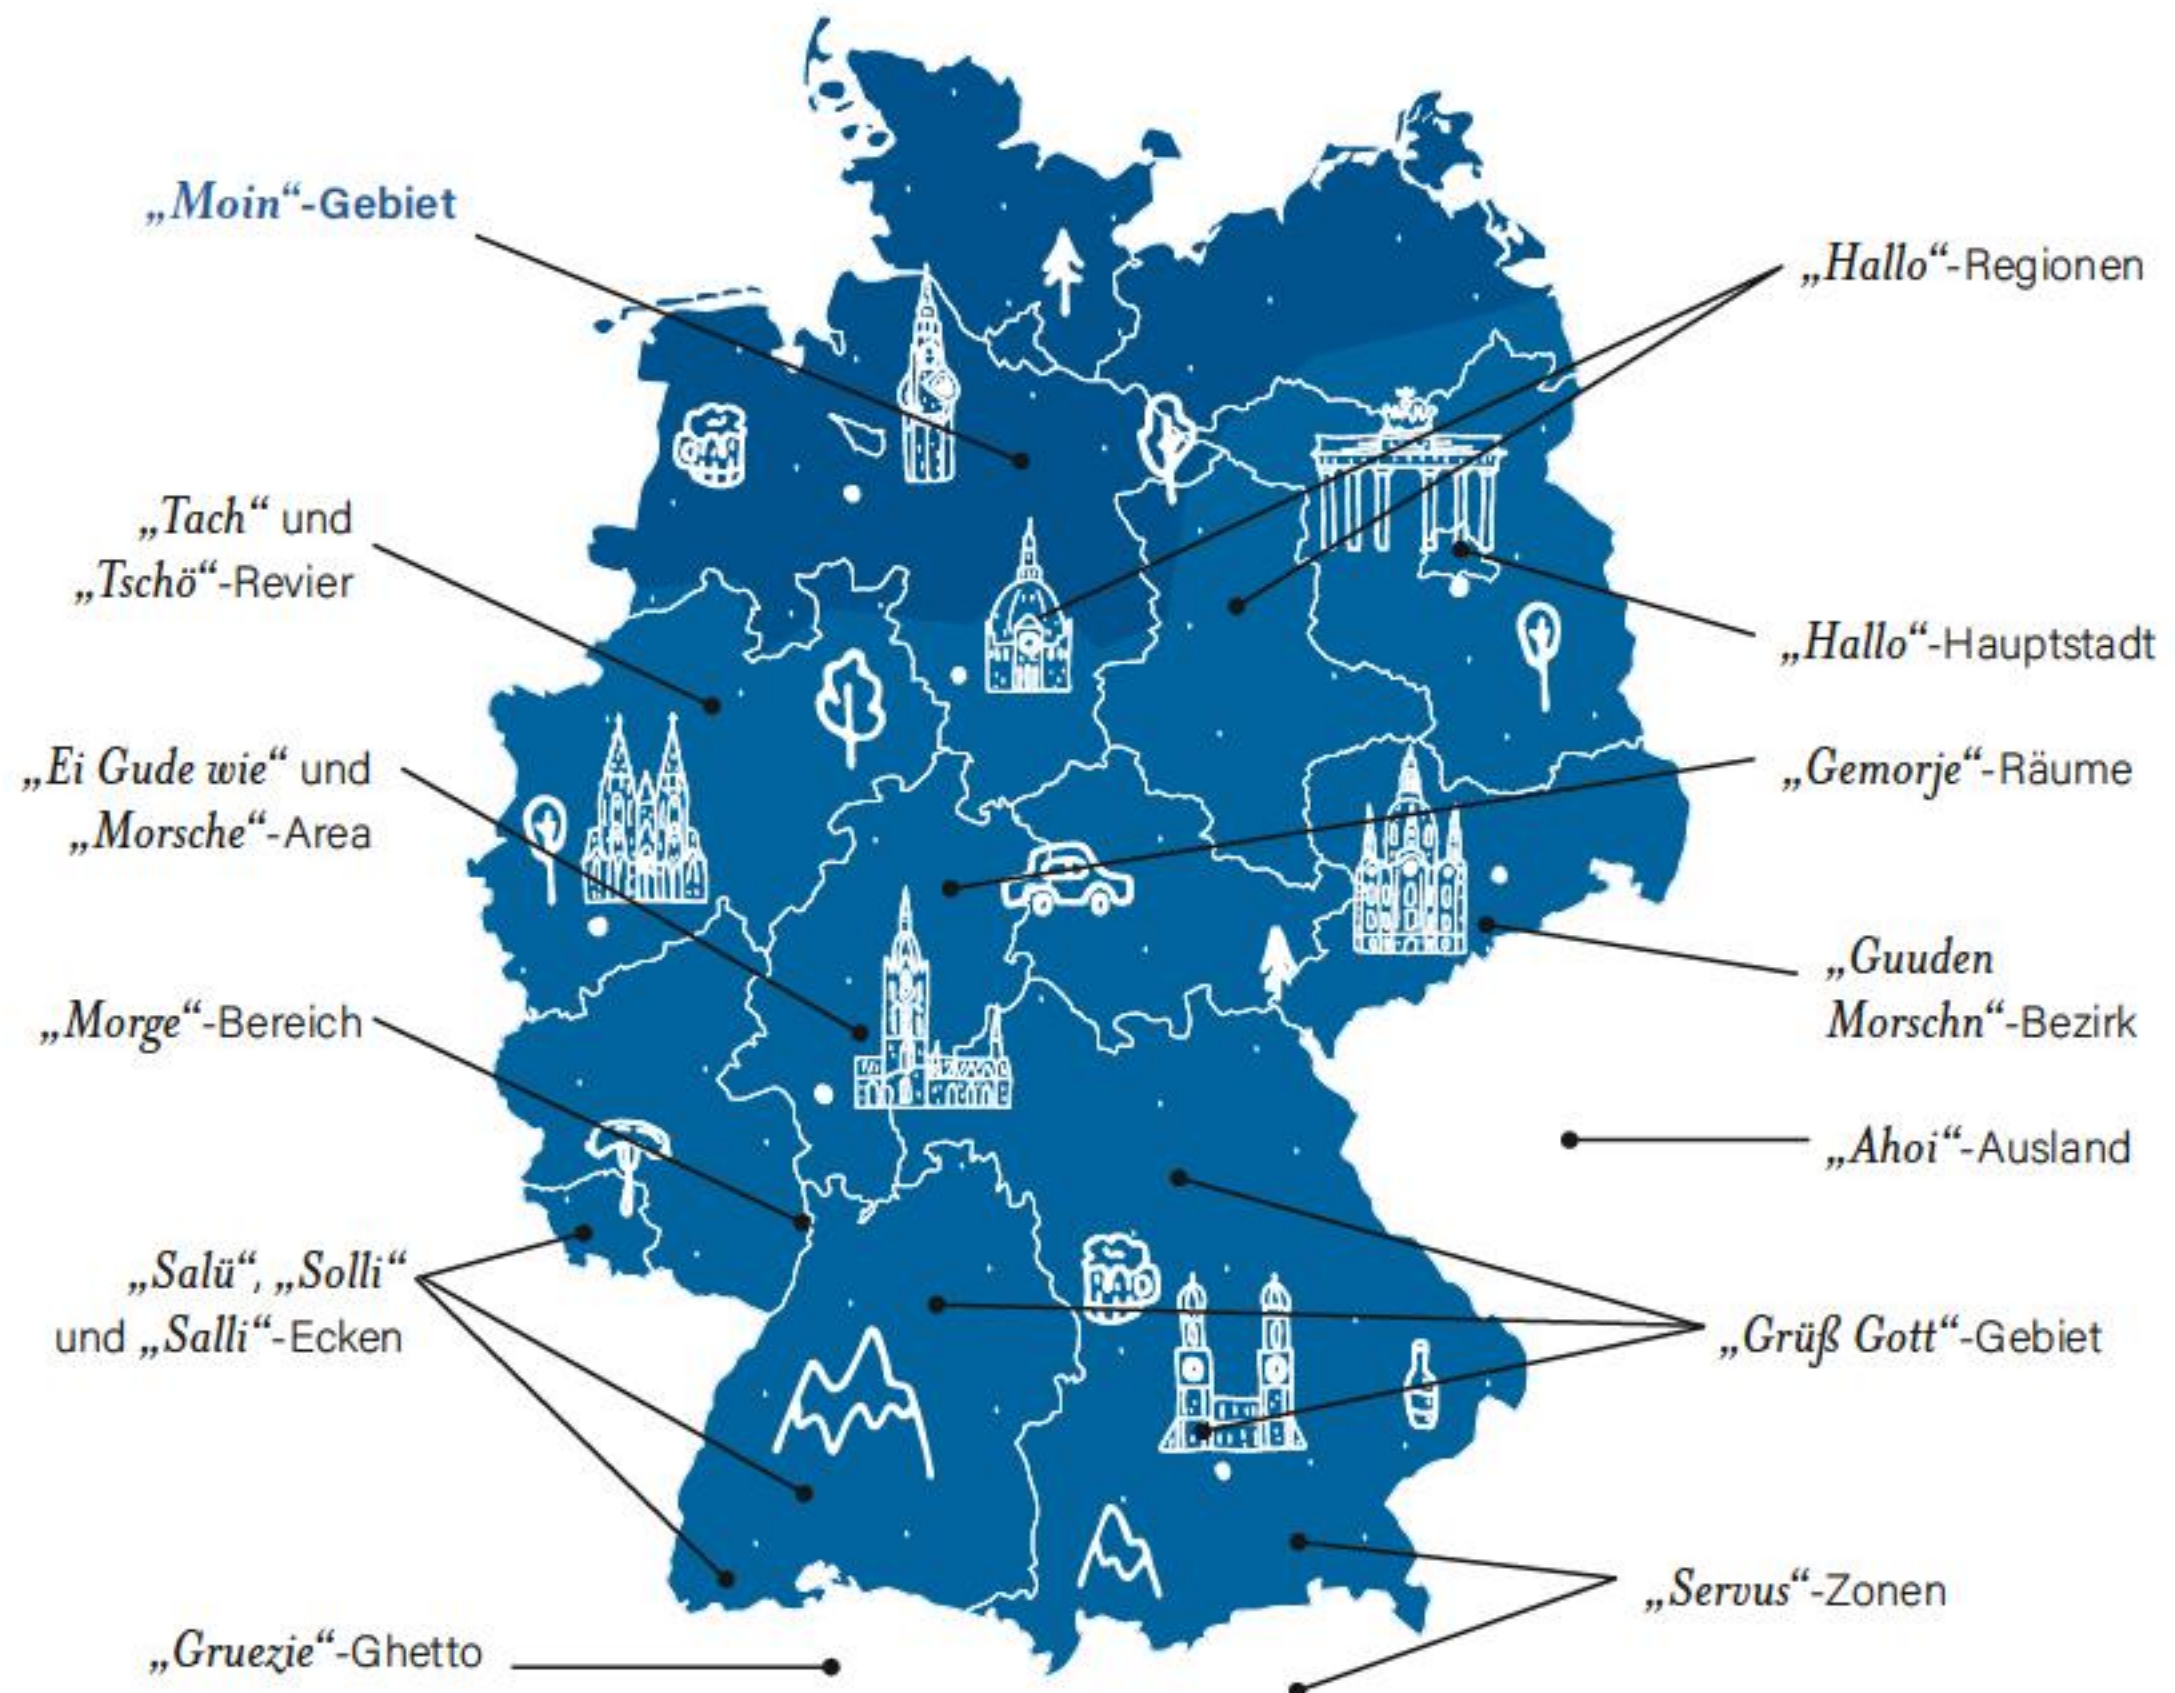 „Moin“-Gebiet
„Hallo“-Regionen
„Tach“ und
„Tschö“-Revier
„Hallo“-Hauptstadt
„Ei Gude wie“ und
„Morsche“-Area
„Gemorje“-Räume
„Guuden
Morschn“-Bezirk
„Morge“-Bereich
„Ahoi“-Ausland
„Salü“, „Solli“
und „Salli“-Ecken
„Grüß Gott“-Gebiet
„Servus“-Zonen
„Gruezie“-Ghetto